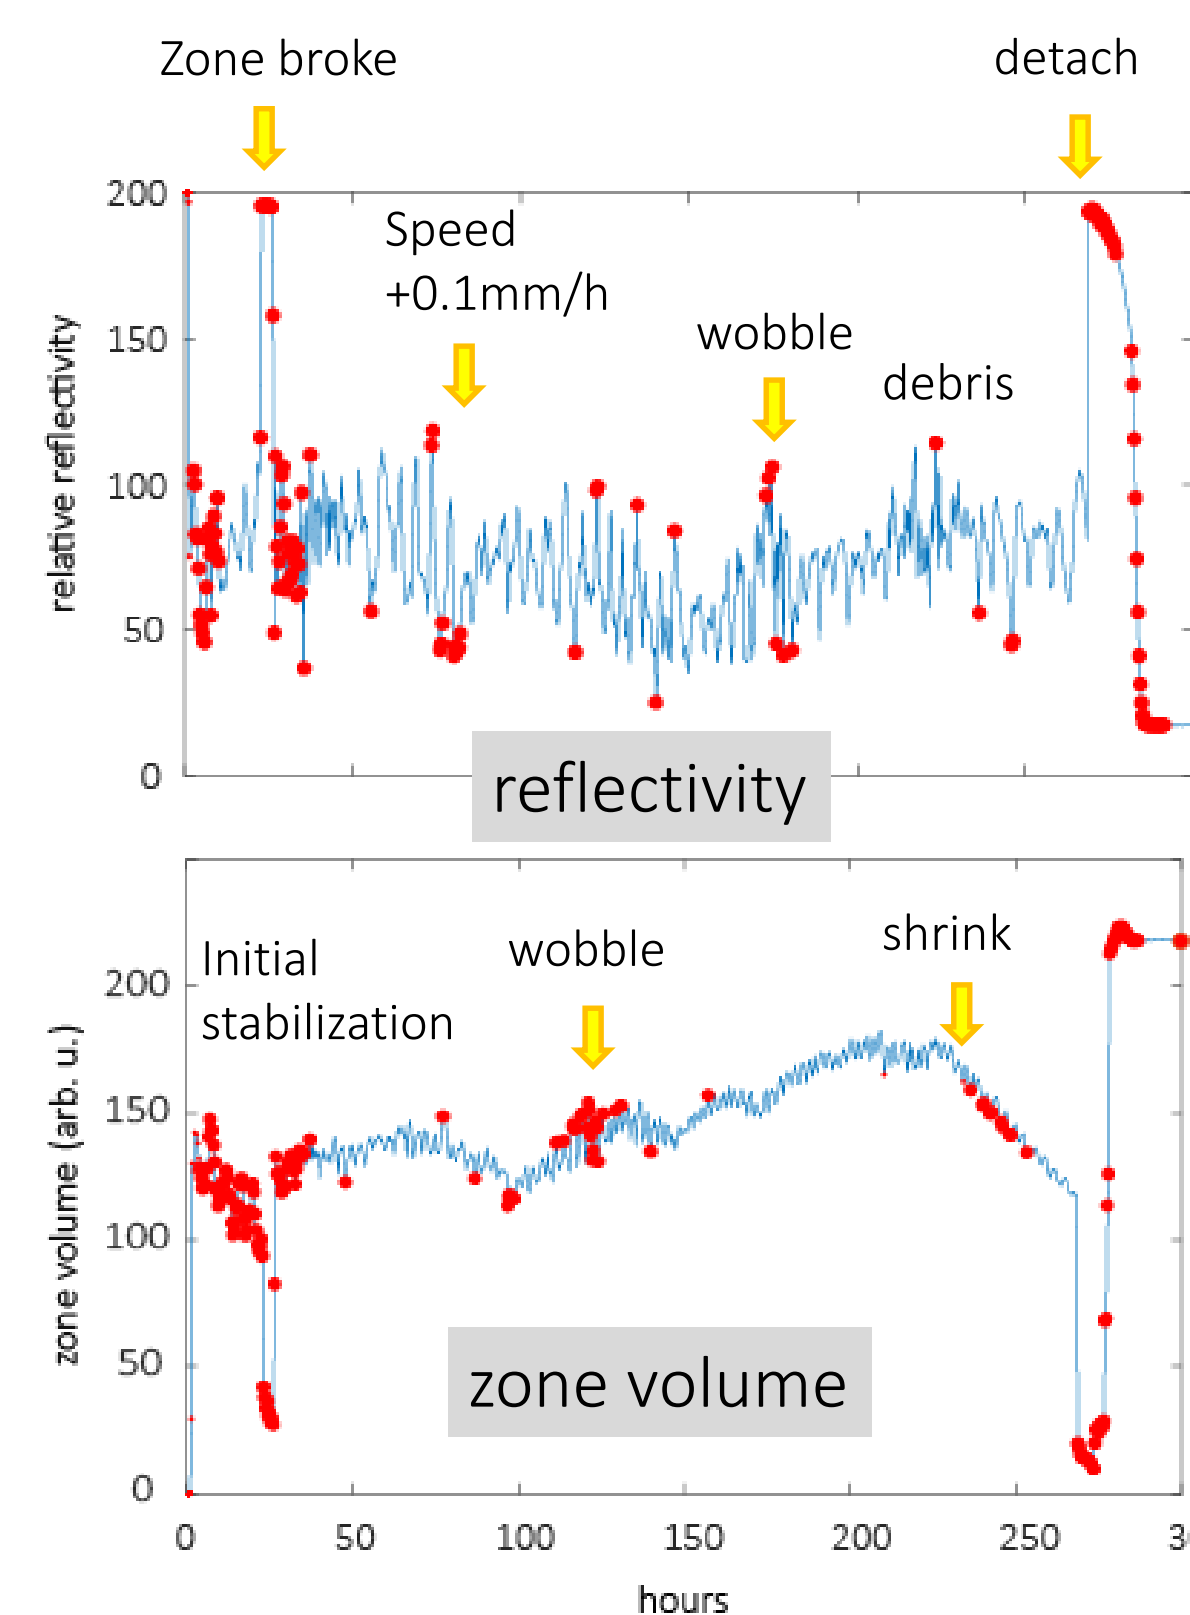 Zone broke
detach
200
Speed
+0.1mm/h
150
wobble
debris
relative reflectivity
100
50
0
reflectivity
Initial
stabilization
wobble
shrink
200
150
zone volume (arb. u.)
100
50
zone volume
0
0 50 100 150 200 250
hours